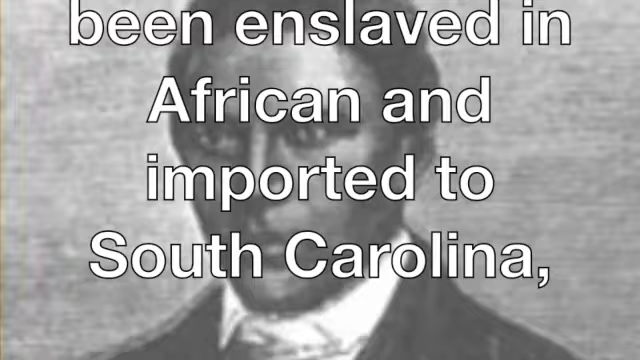 been enslaved in
African and
imported to
South Carolina,